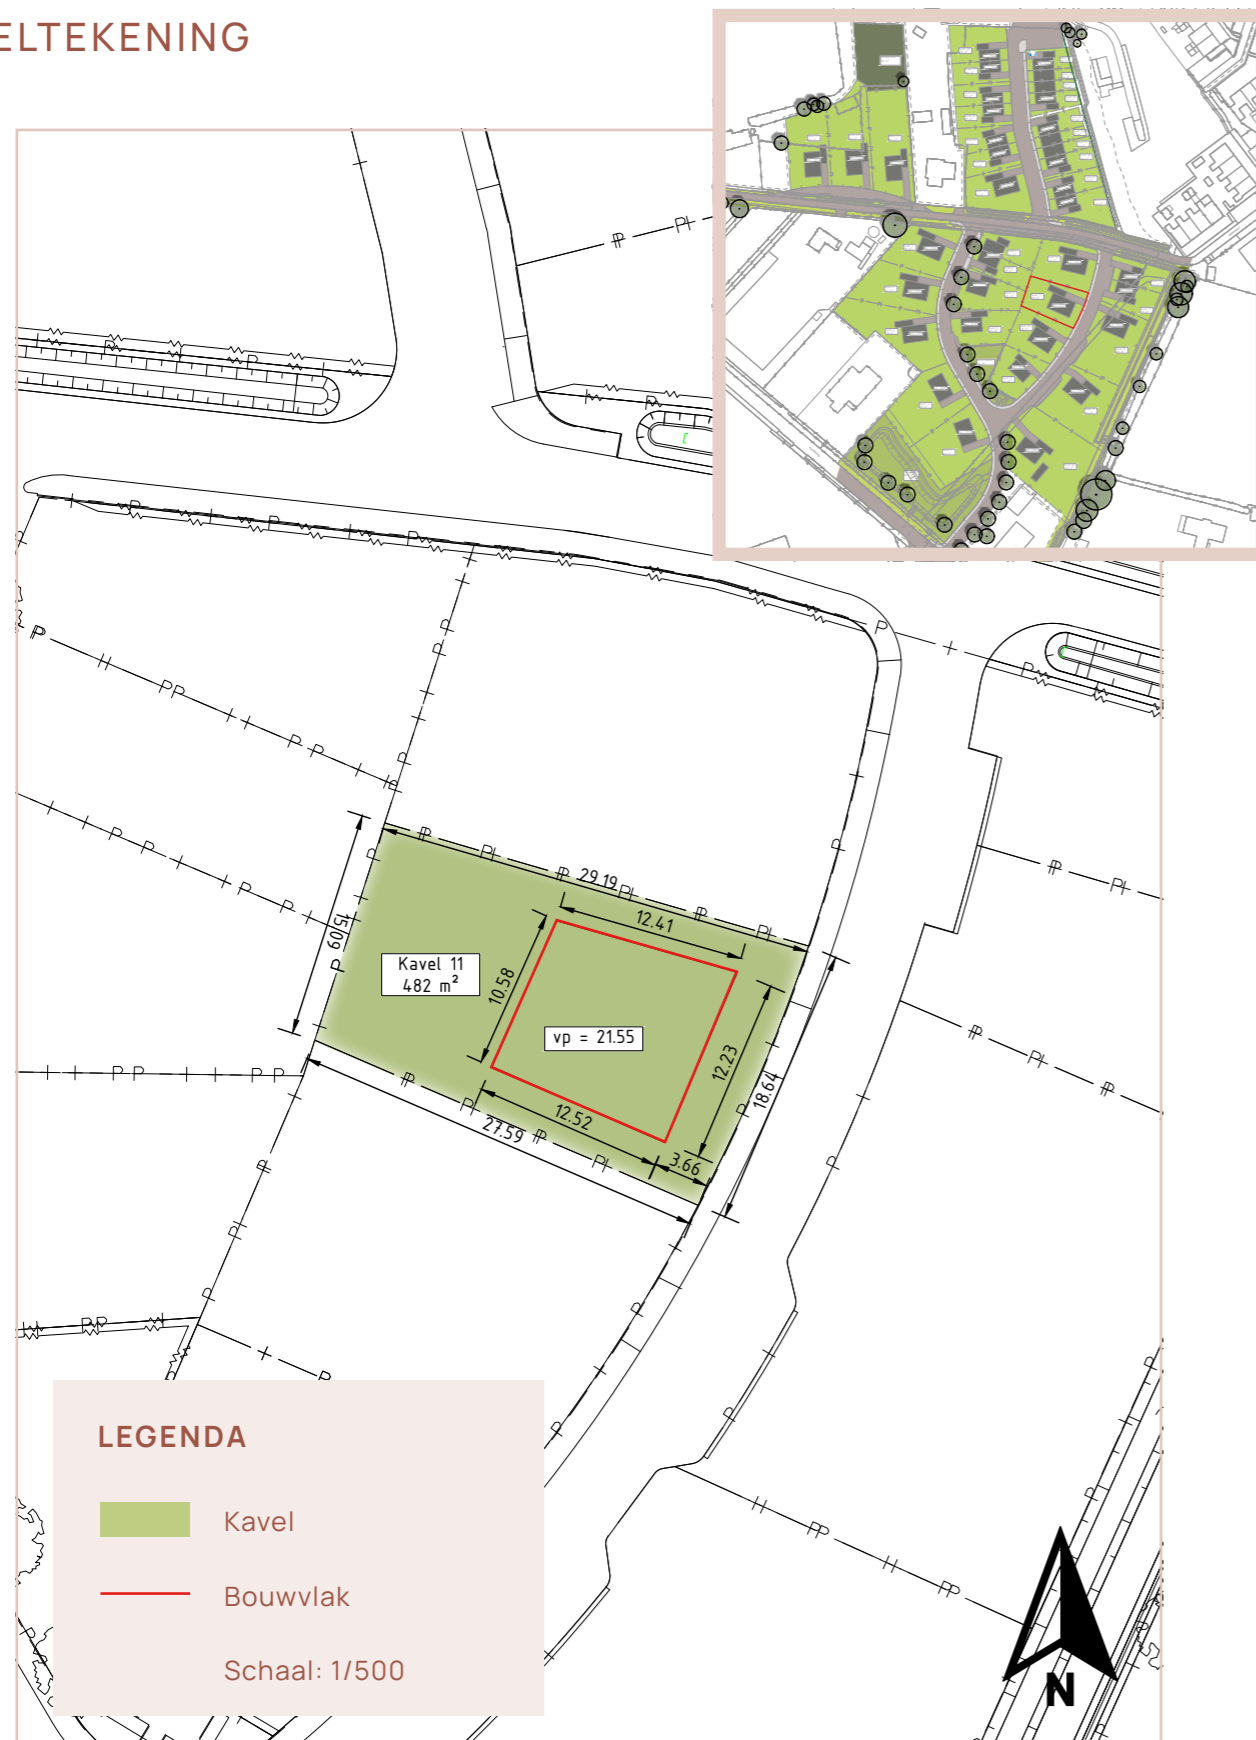 ELTEKENING
29.19
12.41
15.09
Kavel 11
482 m²
10.58
vp = 21.55
12.23
18.64
12.52
27.59
3.66
LEGENDA
Kavel
Bouwvlak
Schaal: 1/500
N